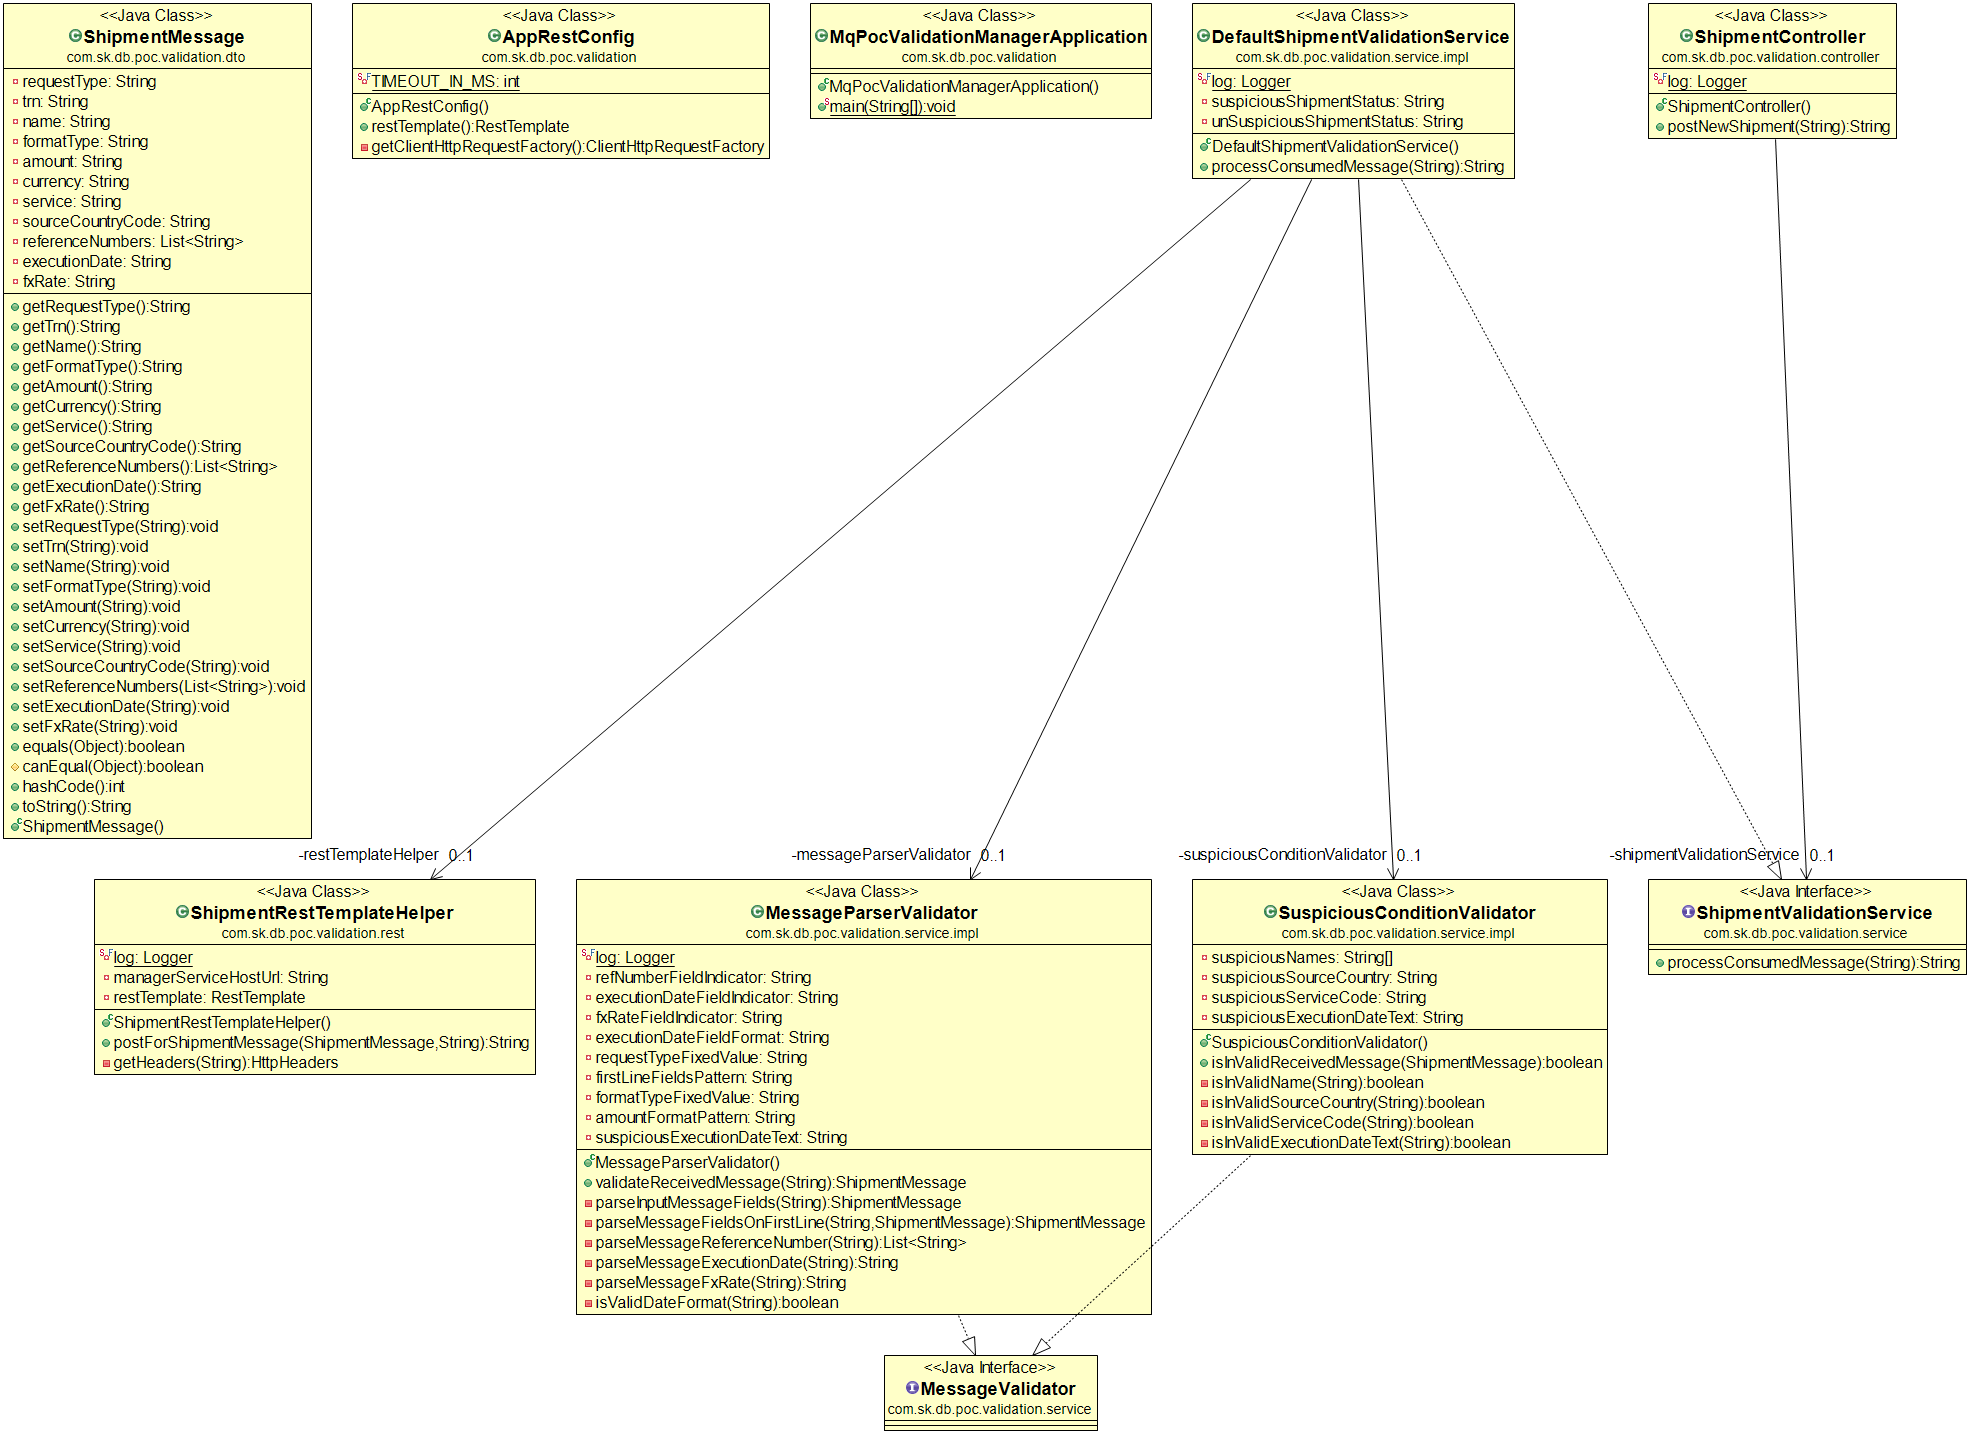 <<Java Class>>
ShipmentMessage
com.sk.db.poc.validation.dto
requestType: String
trn: String
name: String
formatType: String
amount: String
currency: String
service: String
sourceCountryCode: String
referenceNumbers: List<String>
executionDate: String
fxRate: String
getRequestType():String
getTrn():String
getName():String
getFormatType():String
getAmount():String
getCurrency():String
getService():String
getSourceCountryCode():String
getReferenceNumbers():List<String>
getExecutionDate():String
getFxRate():String
setRequestType(String):void
setTrn(String):void
setName(String):void
setFormatType(String):void
setAmount(String):void
setCurrency(String):void
setService(String):void
setSourceCountryCode(String):void
setReferenceNumbers(List<String>):void
setExecutionDate(String):void
setFxRate(String):void
equals(Object):boolean
canEqual(Object):boolean
hashCode():int
toString():String
ShipmentMessage()
<<Java Class>>
AppRestConfig
com.sk.db.poc.validation
TIMEOUT_IN_MS: int
AppRestConfig()
restTemplate():RestTemplate
getClientHttpRequestFactory():ClientHttpRequestFactory
<<Java Class>>
MqPocValidationManagerApplication
com.sk.db.poc.validation
MqPocValidationManagerApplication()
main(String[]):void
<<Java Class>>
DefaultShipmentValidationService
com.sk.db.poc.validation.service.impl
log: Logger
suspiciousShipmentStatus: String
unSuspiciousShipmentStatus: String
DefaultShipmentValidationService()
processConsumedMessage(String):String
<<Java Class>>
ShipmentController
com.sk.db.poc.validation.controller
log: Logger
ShipmentController()
postNewShipment(String):String
-restTemplateHelper 0..1
-messageParserValidator 0..1
-suspiciousConditionValidator 0..1
-shipmentValidationService 0..1
<<Java Class>>
ShipmentRestTemplateHelper
com.sk.db.poc.validation.rest
log: Logger
managerServiceHostUrl: String
restTemplate: RestTemplate
ShipmentRestTemplateHelper()
postForShipmentMessage(ShipmentMessage,String):String
getHeaders(String):HttpHeaders
<<Java Class>>
MessageParserValidator
com.sk.db.poc.validation.service.impl
log: Logger
refNumberFieldIndicator: String
executionDateFieldIndicator: String
fxRateFieldIndicator: String
executionDateFieldFormat: String
requestTypeFixedValue: String
firstLineFieldsPattern: String
formatTypeFixedValue: String
amountFormatPattern: String
suspiciousExecutionDateText: String
MessageParserValidator()
validateReceivedMessage(String):ShipmentMessage
parseInputMessageFields(String):ShipmentMessage
parseMessageFieldsOnFirstLine(String,ShipmentMessage):ShipmentMessage
parseMessageReferenceNumber(String):List<String>
parseMessageExecutionDate(String):String
parseMessageFxRate(String):String
isValidDateFormat(String):boolean
<<Java Class>>
SuspiciousConditionValidator
com.sk.db.poc.validation.service.impl
suspiciousNames: String[]
suspiciousSourceCountry: String
suspiciousServiceCode: String
suspiciousExecutionDateText: String
SuspiciousConditionValidator()
isInValidReceivedMessage(ShipmentMessage):boolean
isInValidName(String):boolean
isInValidSourceCountry(String):boolean
isInValidServiceCode(String):boolean
isInValidExecutionDateText(String):boolean
<<Java Interface>>
ShipmentValidationService
com.sk.db.poc.validation.service
processConsumedMessage(String):String
<<Java Interface>>
MessageValidator
com.sk.db.poc.validation.service